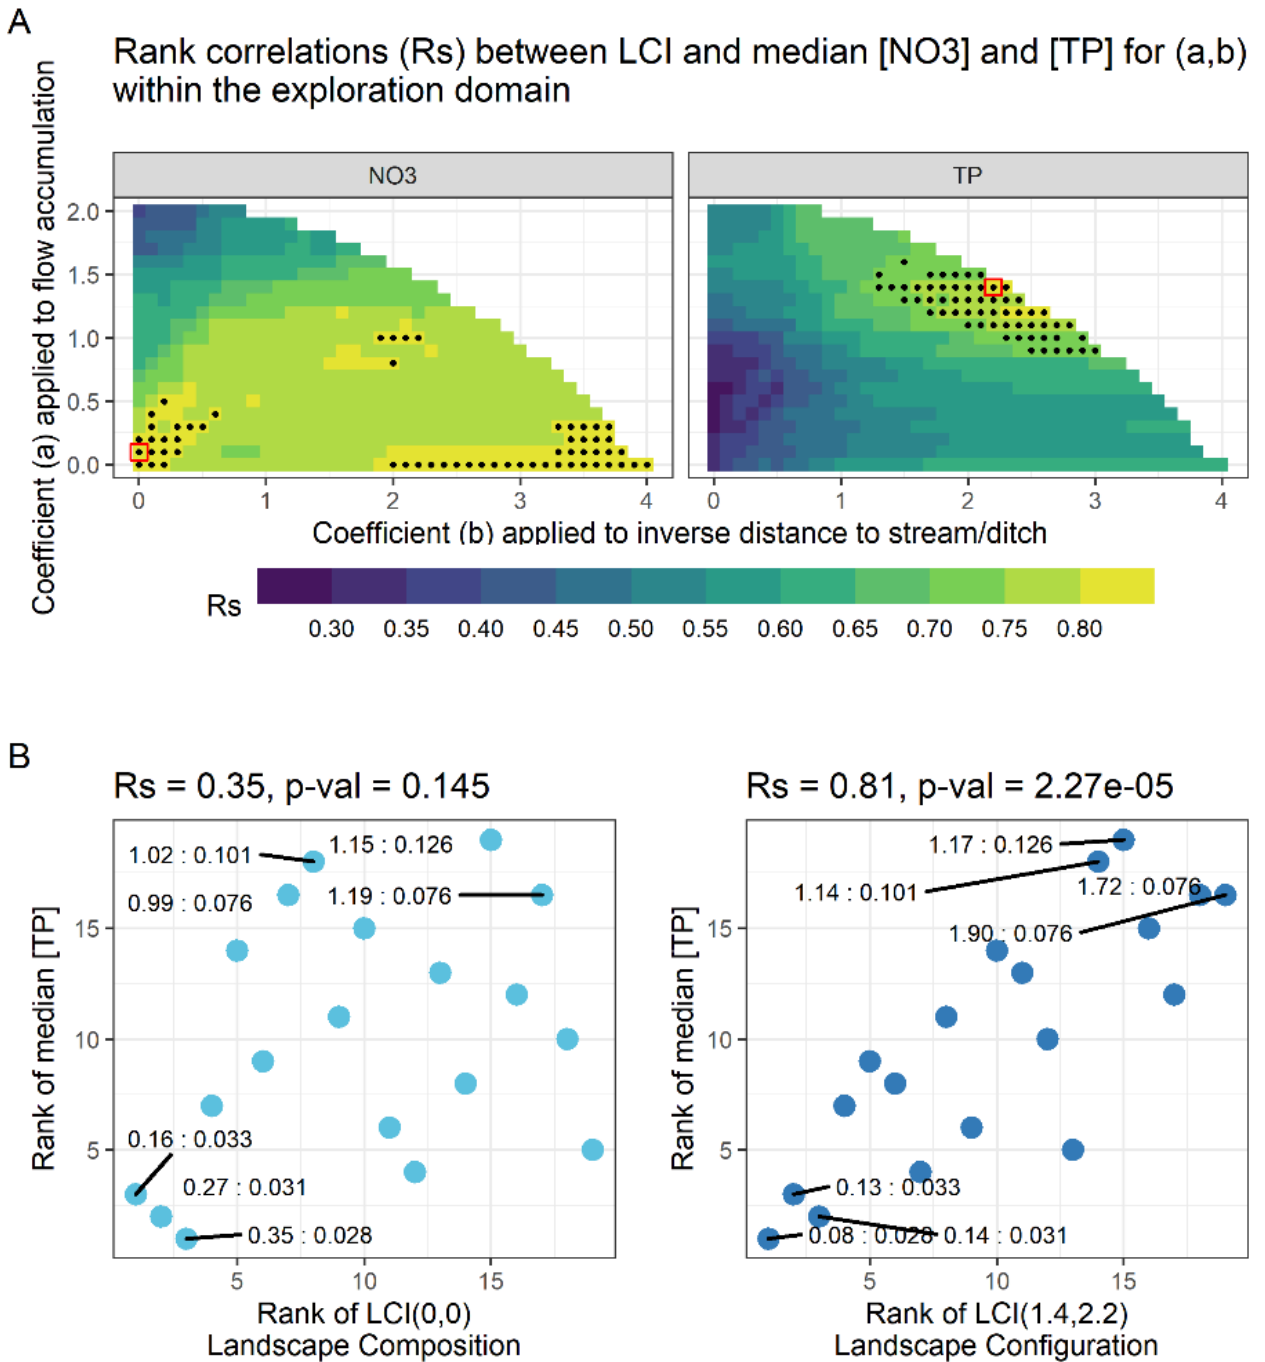 A
Rank correlations (Rs) between LCI and median [NO3] and [TP] for (a,b)
within the exploration domain
Coefficient (a) applied to flow accumulation
NO3
TP
2.0
1.5
1.0
0.5
0.0
0 1 2 3 4
0 1 2 3 4
Coefficient (b) applied to inverse distance to stream/ditch
Rs
0.30 0.35 0.40 0.45 0.50 0.55 0.60 0.65 0.70 0.75 0.80
B
Rs = 0.35, p-val = 0.145
Rank of median [TP]
15
10
5
1.02 : 0.101
1.15 : 0.126
0.99 : 0.076
1.19 : 0.076
0.16 : 0.033
0.27 : 0.031
0.35 : 0.028
5 10 15
Rank of LCI(0,0)
Landscape Composition
Rs = 0.81, p-val = 2.27e-05
Rank of median [TP]
15
10
5
1.17 : 0.126
1.14 : 0.101
1.72 : 0.076
1.90 : 0.076
0.13 : 0.033
0.08 : 0.028
0.14 : 0.031
5 10 15
Rank of LCI(1.4,2.2)
Landscape Configuration